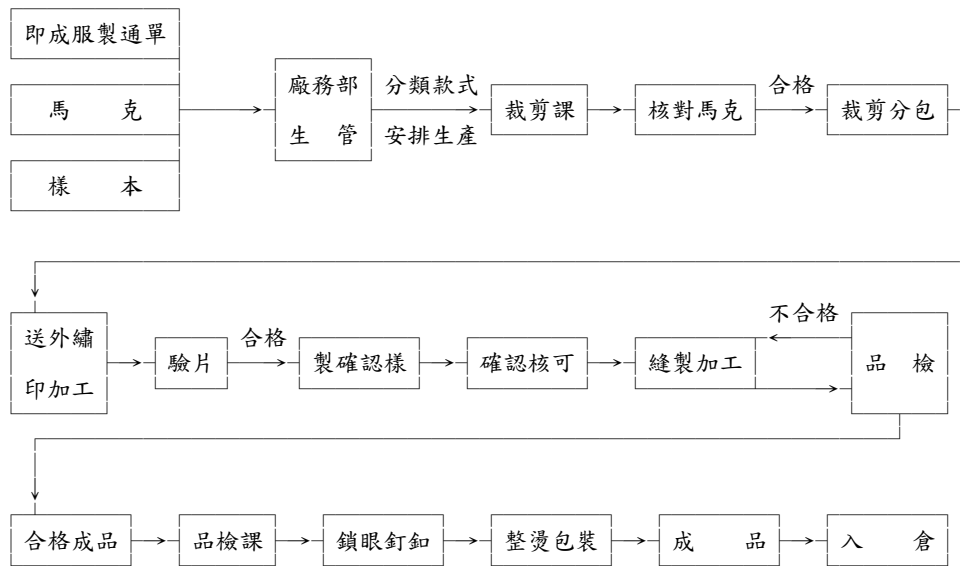 即成服製通單
馬 克
樣 本
廠務部
生 管
分類款式
安排生產
裁剪課
核對馬克
合格
裁剪分包
送外繡
印加工
驗片
合格
製確認樣
確認核可
縫製加工
不合格
品 檢
合格成品
品檢課
鎖眼釘釦
整燙包裝
成 品
入 倉